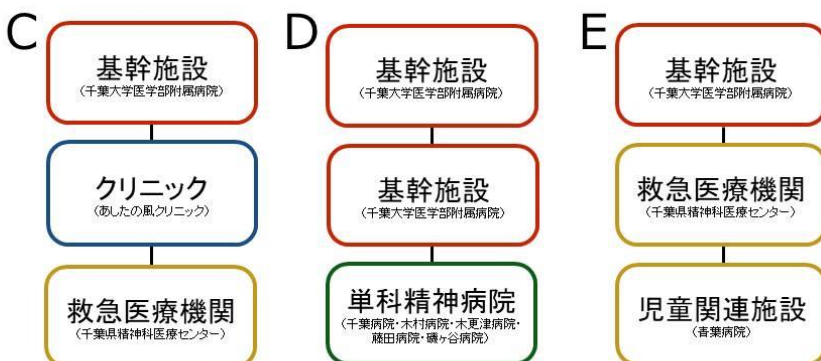 C
基幹施設
(千葉大学医学部附属病院)
クリニック
(あしたの風クリニック)
救急医療機関
(千葉県精神科医療センター)
D
基幹施設
(千葉大学医学部附属病院)
基幹施設
(千葉大学医学部附属病院)
単科精神病院
(千葉病院・木村病院・木更津病院・
藤田病院・磯ヶ谷病院)
E
基幹施設
(千葉大学医学部附属病院)
救急医療機関
(千葉県精神科医療センター)
児童関連施設
(青葉病院)